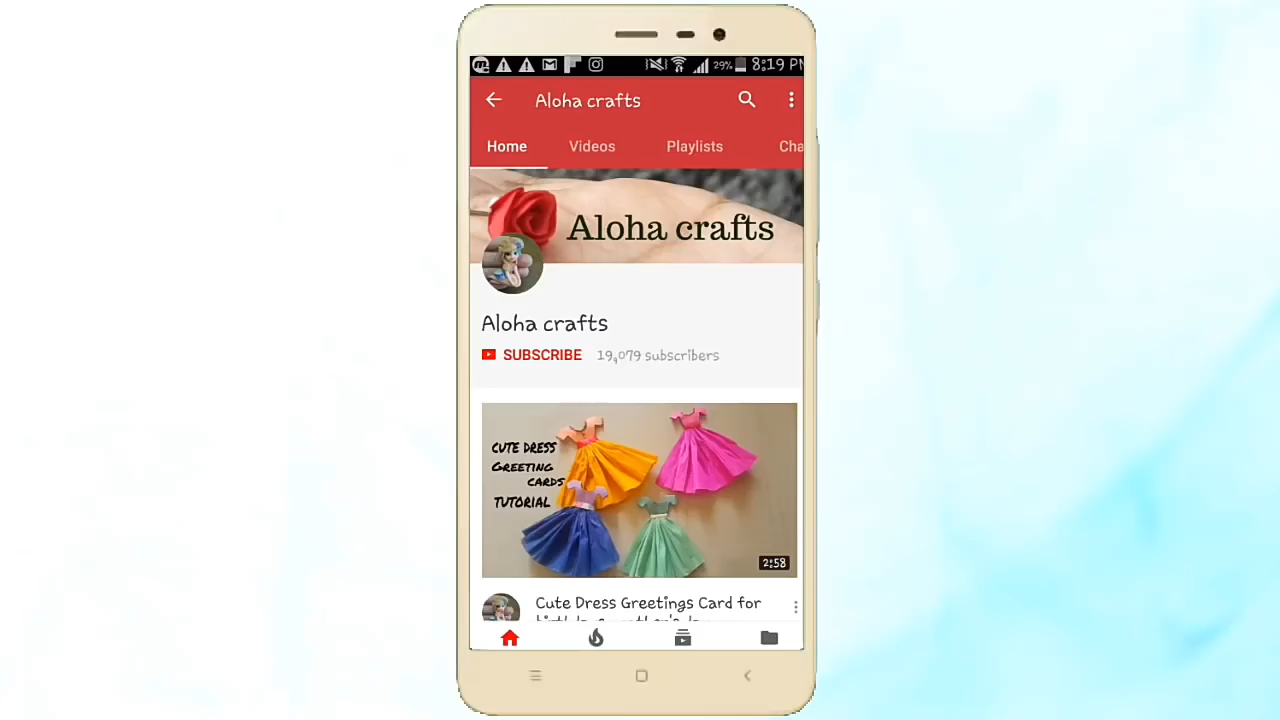 29% 8:19 PM
Aloha crafts
Home Videos Playlists Cha
Aloha crafts
Aloha crafts
SUBSCRIBE 19,079 subscribers
CUTE DRESS
GREETING
CARDS
TUTORIAL
2:58
Cute Dress Greetings Card for